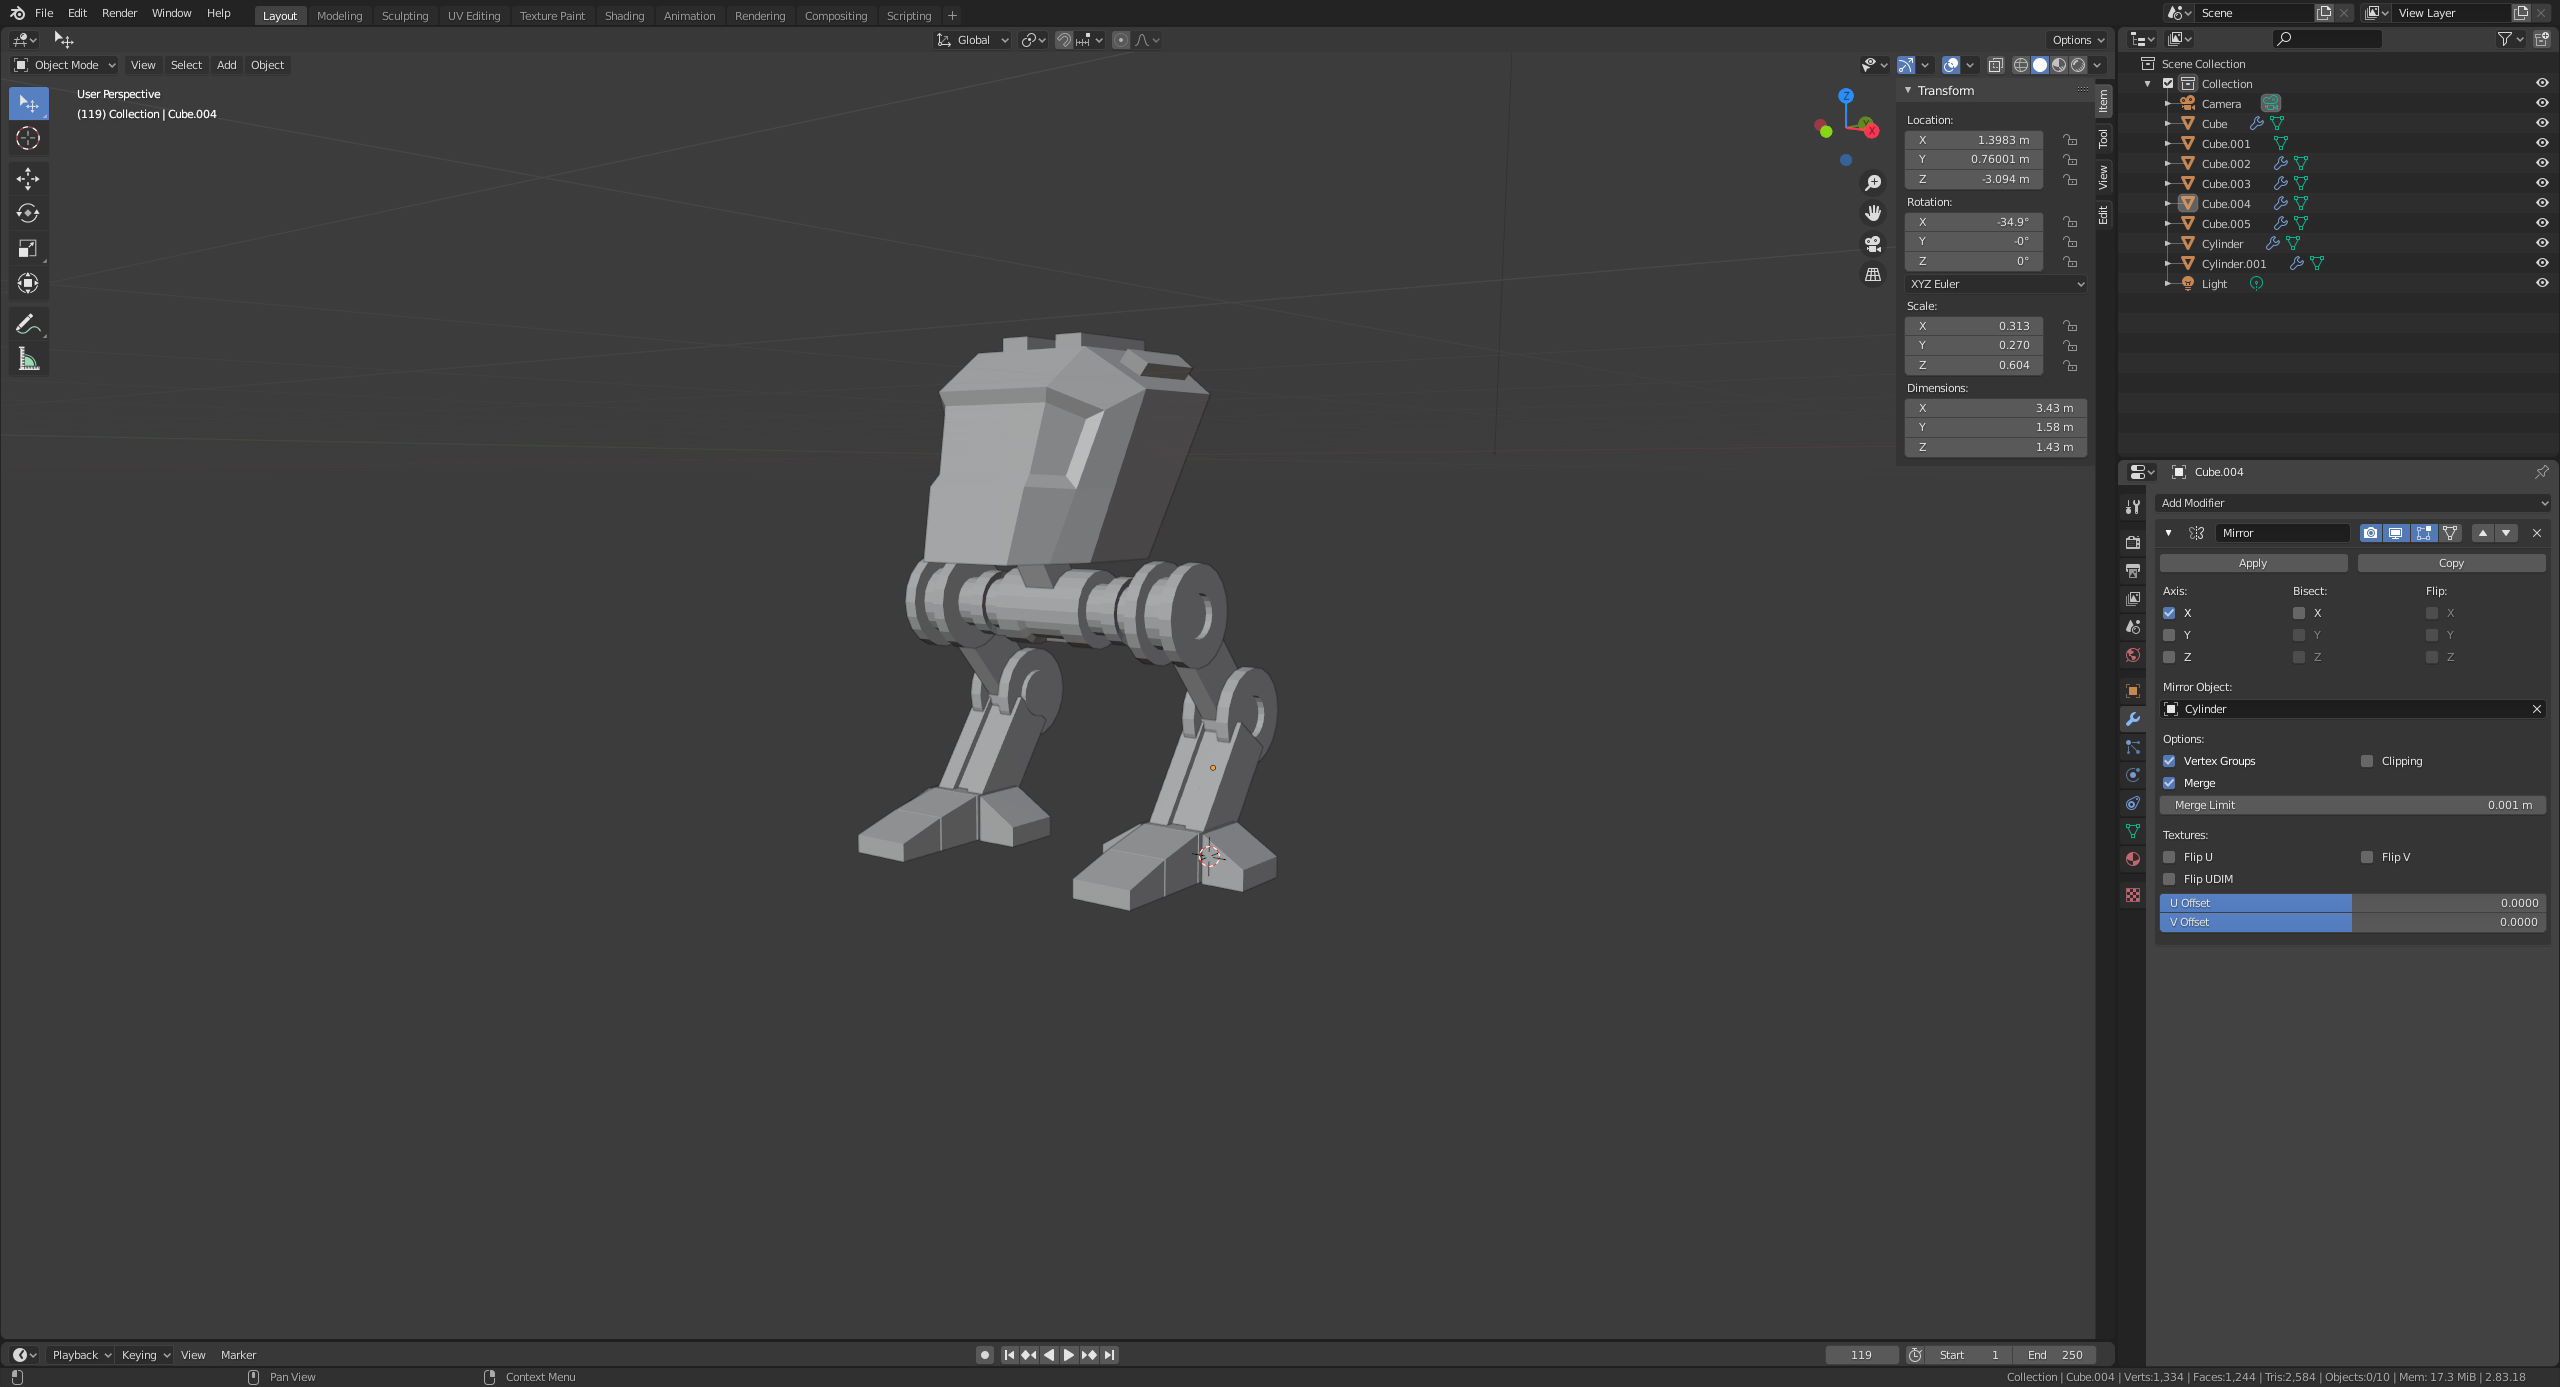 File Edit Render Window Help Layout Modeling Sculpting UV Editing Texture Paint Shading Animation Rendering Compositing Scripting + Scene View Layer
Global Options
Object Mode View Select Add Object
User Perspective
(119) Collection | Cube.004
Z
Y
X
Transform
Location:
X 1.3983 m
Y 0.76001 m
Z -3.094 m
Rotation:
X -34.9°
Y -0°
Z 0°
XYZ Euler
Scale:
X 0.313
Y 0.270
Z 0.604
Dimensions:
X 3.43 m
Y 1.58 m
Z 1.43 m
Item
Tool
View
Edit
Scene Collection
Collection
Camera
Cube
Cube.001
Cube.002
Cube.003
Cube.004
Cube.005
Cylinder
Cylinder.001
Light
Cube.004
Add Modifier
Mirror
Apply Copy
Axis: Bisect: Flip:
X X X
Y Y Y
Z Z Z
Mirror Object:
Cylinder
Options:
Vertex Groups Clipping
Merge
Merge Limit 0.001 m
Textures:
Flip U Flip V
Flip UDIM
U Offset 0.0000
V Offset 0.0000
Playback Keying View Marker 119 Start 1 End 250
Pan View Context Menu Collection | Cube.004 | Verts:1,334 | Faces:1,244 | Tris:2,584 | Objects:0/10 | Mem: 17.3 MiB | 2.83.18